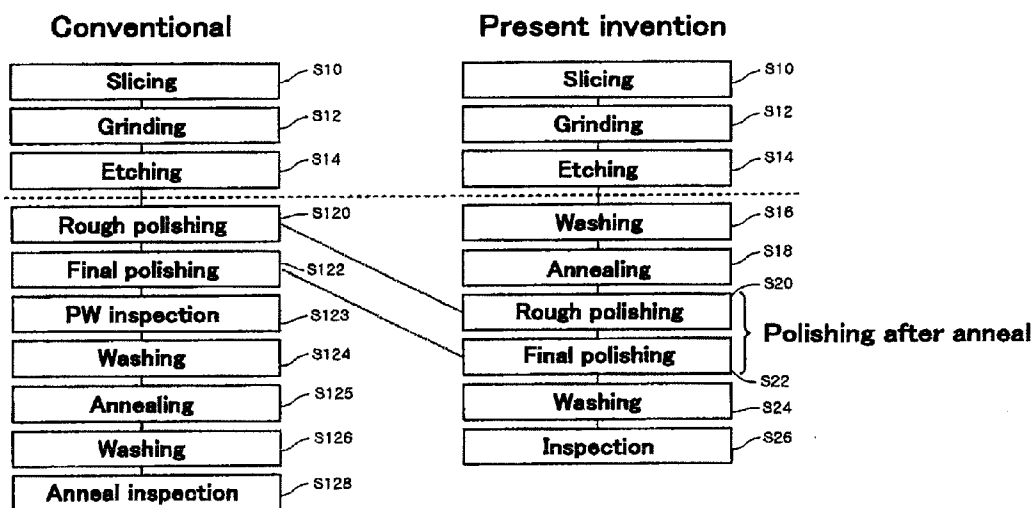 Conventional
Slicing
S10
Grinding
S12
Etching
S14
Rough polishing
S120
Final polishing
S122
PW inspection
S123
Washing
S124
Annealing
S125
Washing
S126
Anneal inspection
S128
Present invention
Slicing
S10
Grinding
S12
Etching
S14
Washing
S16
Annealing
S18
Rough polishing
S20
Final polishing
S22
Polishing after anneal
Washing
S24
Inspection
S26